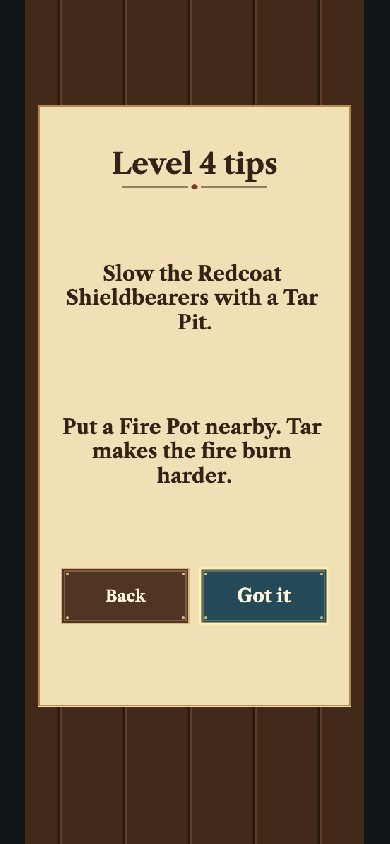 Level 4 tips
Slow the Redcoat
Shieldbearers with a Tar
Pit.
Put a Fire Pot nearby. Tar
makes the fire burn
harder.
Back
Got it